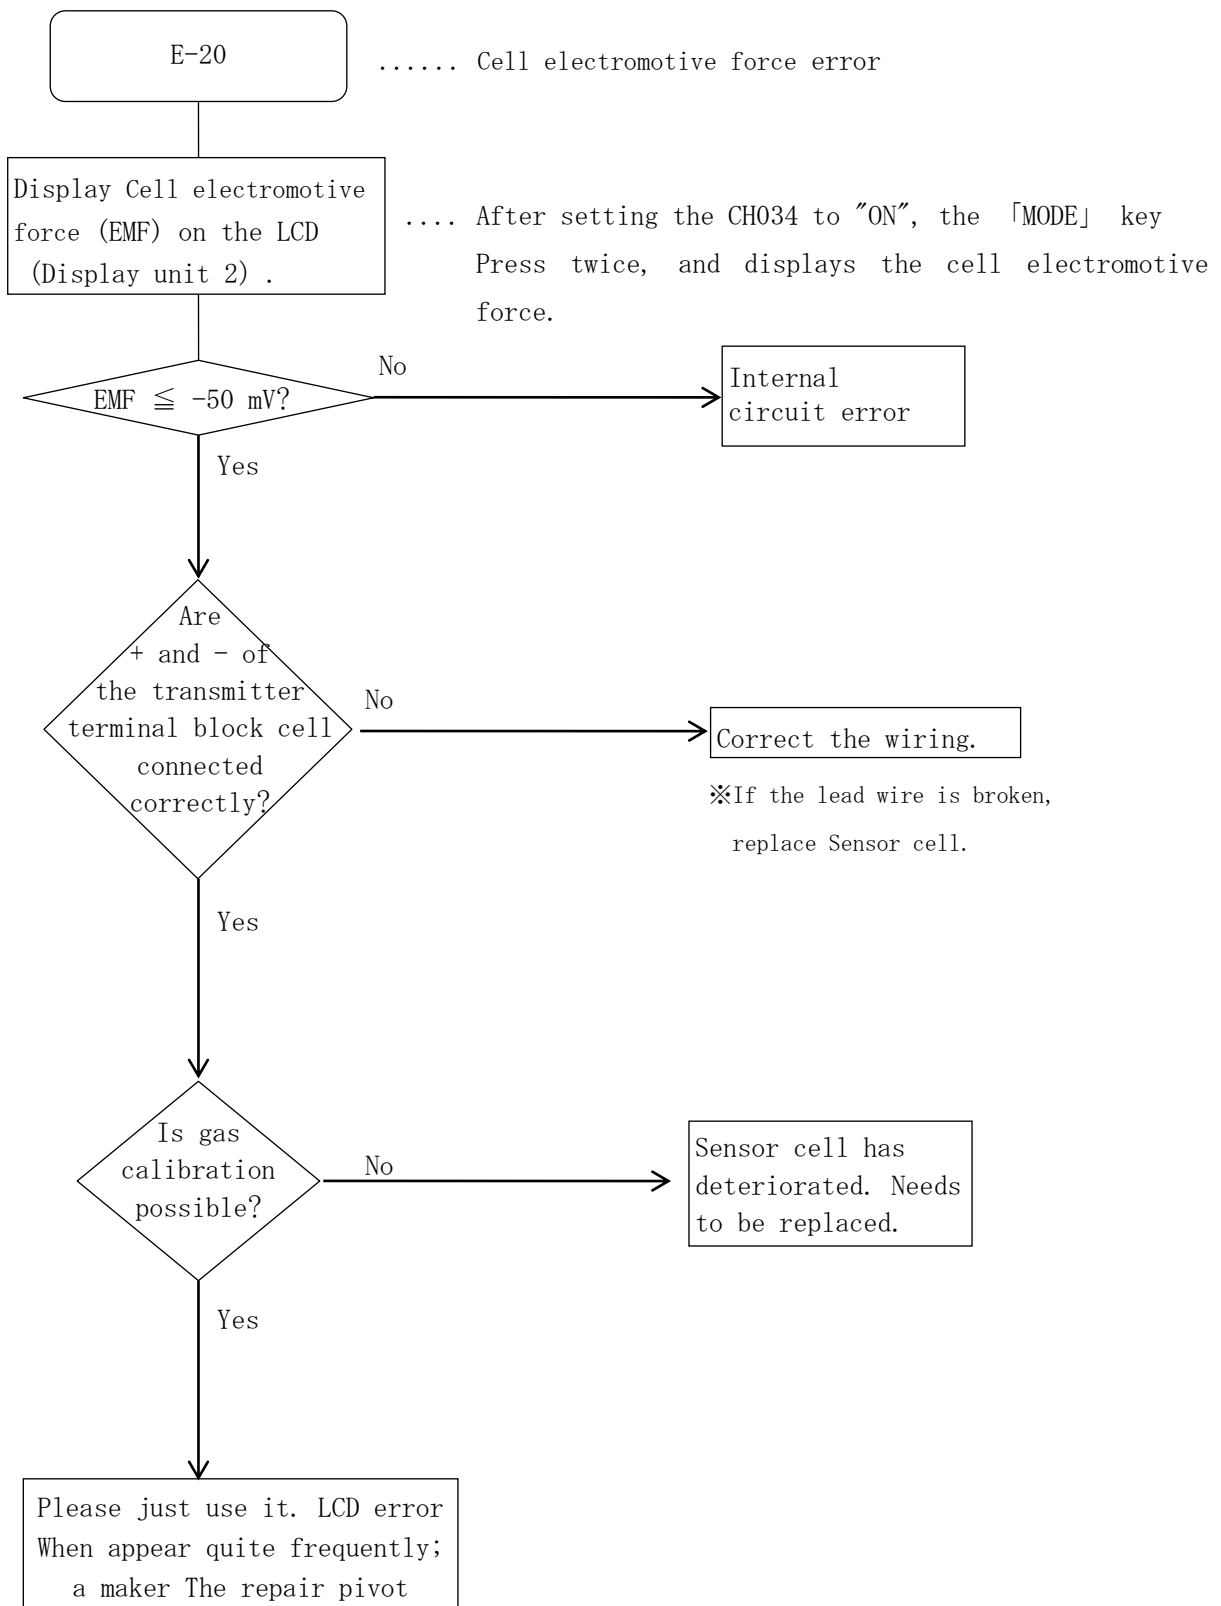 E-20
...... Cell electromotive force error
Display Cell electromotive
force (EMF) on the LCD
(Display unit 2) .
.... After setting the CH034 to "ON", the 「MODE」 key
Press twice, and displays the cell electromotive
force.
EMF ≦ -50 mV?
No
Internal
circuit error
Yes
Are
+ and - of
the transmitter
terminal block cell
connected
correctly?
No
Correct the wiring.
※If the lead wire is broken,
replace Sensor cell.
Yes
Is gas
calibration
possible?
No
Sensor cell has
deteriorated. Needs
to be replaced.
Yes
Please just use it. LCD error
When appear quite frequently;
a maker The repair pivot